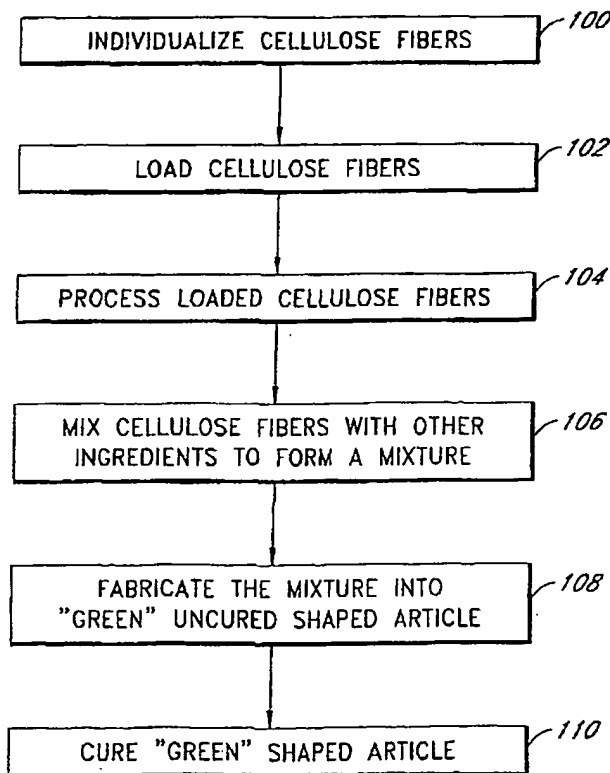 INDIVIDUALIZE CELLULOSE FIBERS
100
LOAD CELLULOSE FIBERS
102
PROCESS LOADED CELLULOSE FIBERS
104
MIX CELLULOSE FIBERS WITH OTHER
INGREDIENTS TO FORM A MIXTURE
106
FABRICATE THE MIXTURE INTO
"GREEN" UNCURED SHAPED ARTICLE
108
CURE "GREEN" SHAPED ARTICLE
110